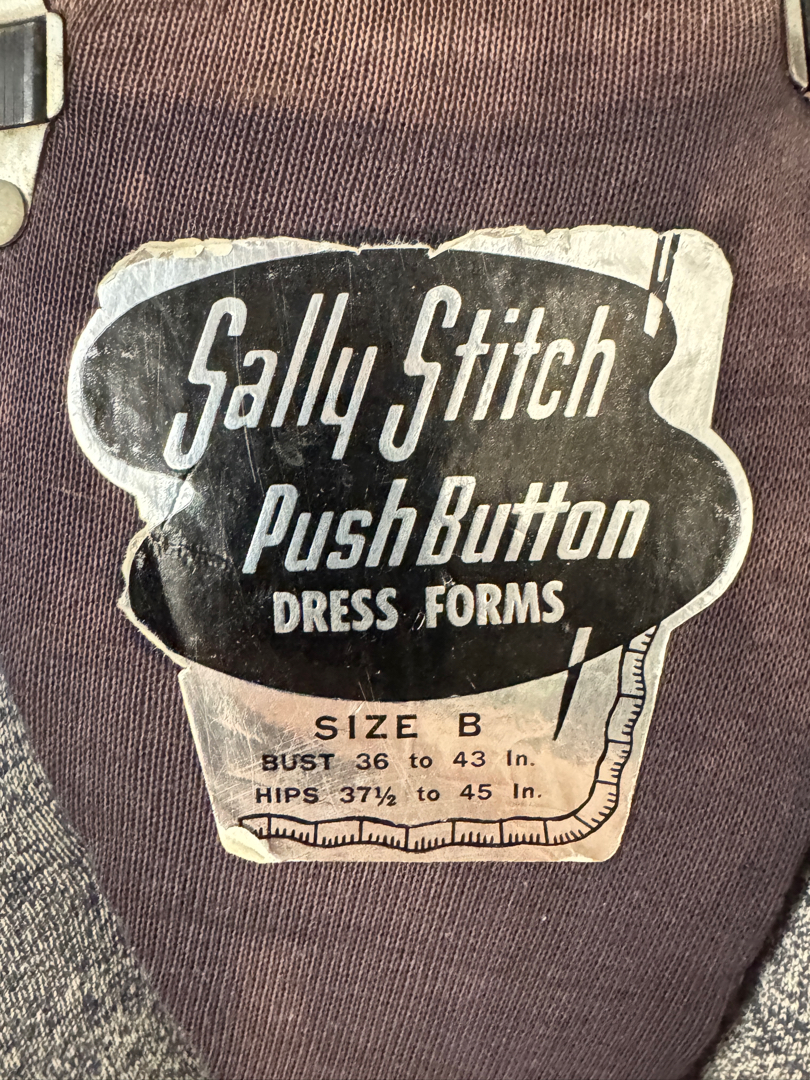 Sally Stitch
Push Button
DRESS FORMS
SIZE B
BUST 36 to 43 In.
HIPS 37½ to 45 In.